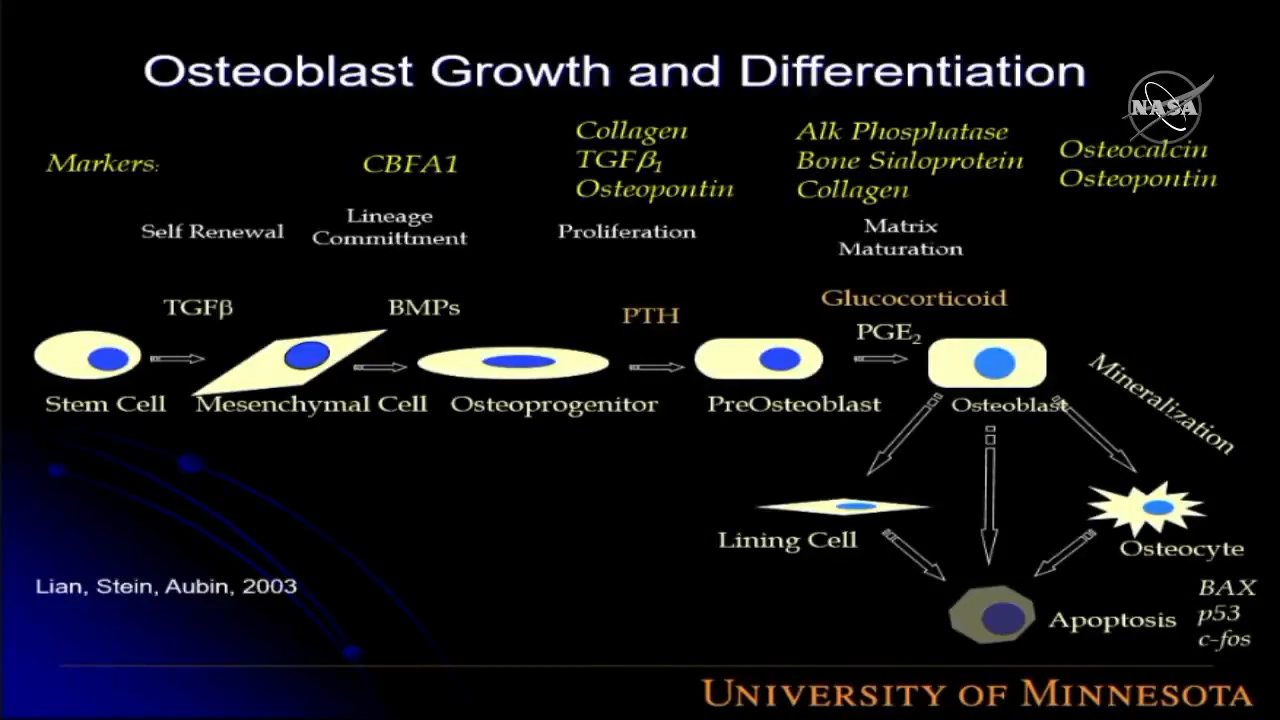 Osteoblast Growth and Differentiation
NASA
Markers:
CBFA1
Collagen
TGFβ1
Osteopontin
Alk Phosphatase
Bone Sialoprotein
Collagen
Osteocalcin
Osteopontin
Self Renewal
Lineage
Committment
Proliferation
Matrix
Maturation
TGFβ
BMPs
PTH
Glucocorticoid
PGE2
Stem Cell
Mesenchymal Cell
Osteoprogenitor
PreOsteoblast
Osteoblast
Mineralization
Lining Cell
Osteocyte
Lian, Stein, Aubin, 2003
Apoptosis
BAX
p53
c-fos
UNIVERSITY OF MINNESOTA